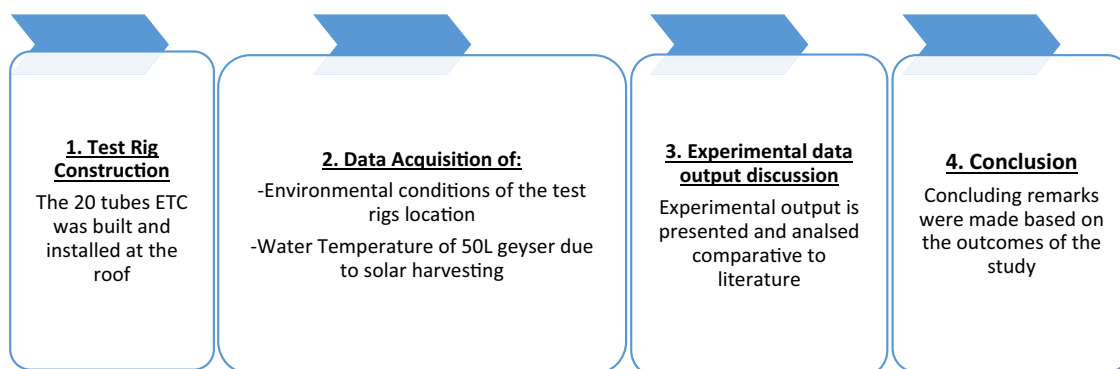 1. Test Rig
Construction
The 20 tubes ETC
was built and
installed at the
roof
2. Data Acquisition of:
-Environmental conditions of the test
rigs location
-Water Temperature of 50L geyser due
to solar harvesting
3. Experimental data
output discussion
Experimental output is
presented and analsed
comparative to
literature
4. Conclusion
Concluding remarks
were made based on
the outcomes of the
study